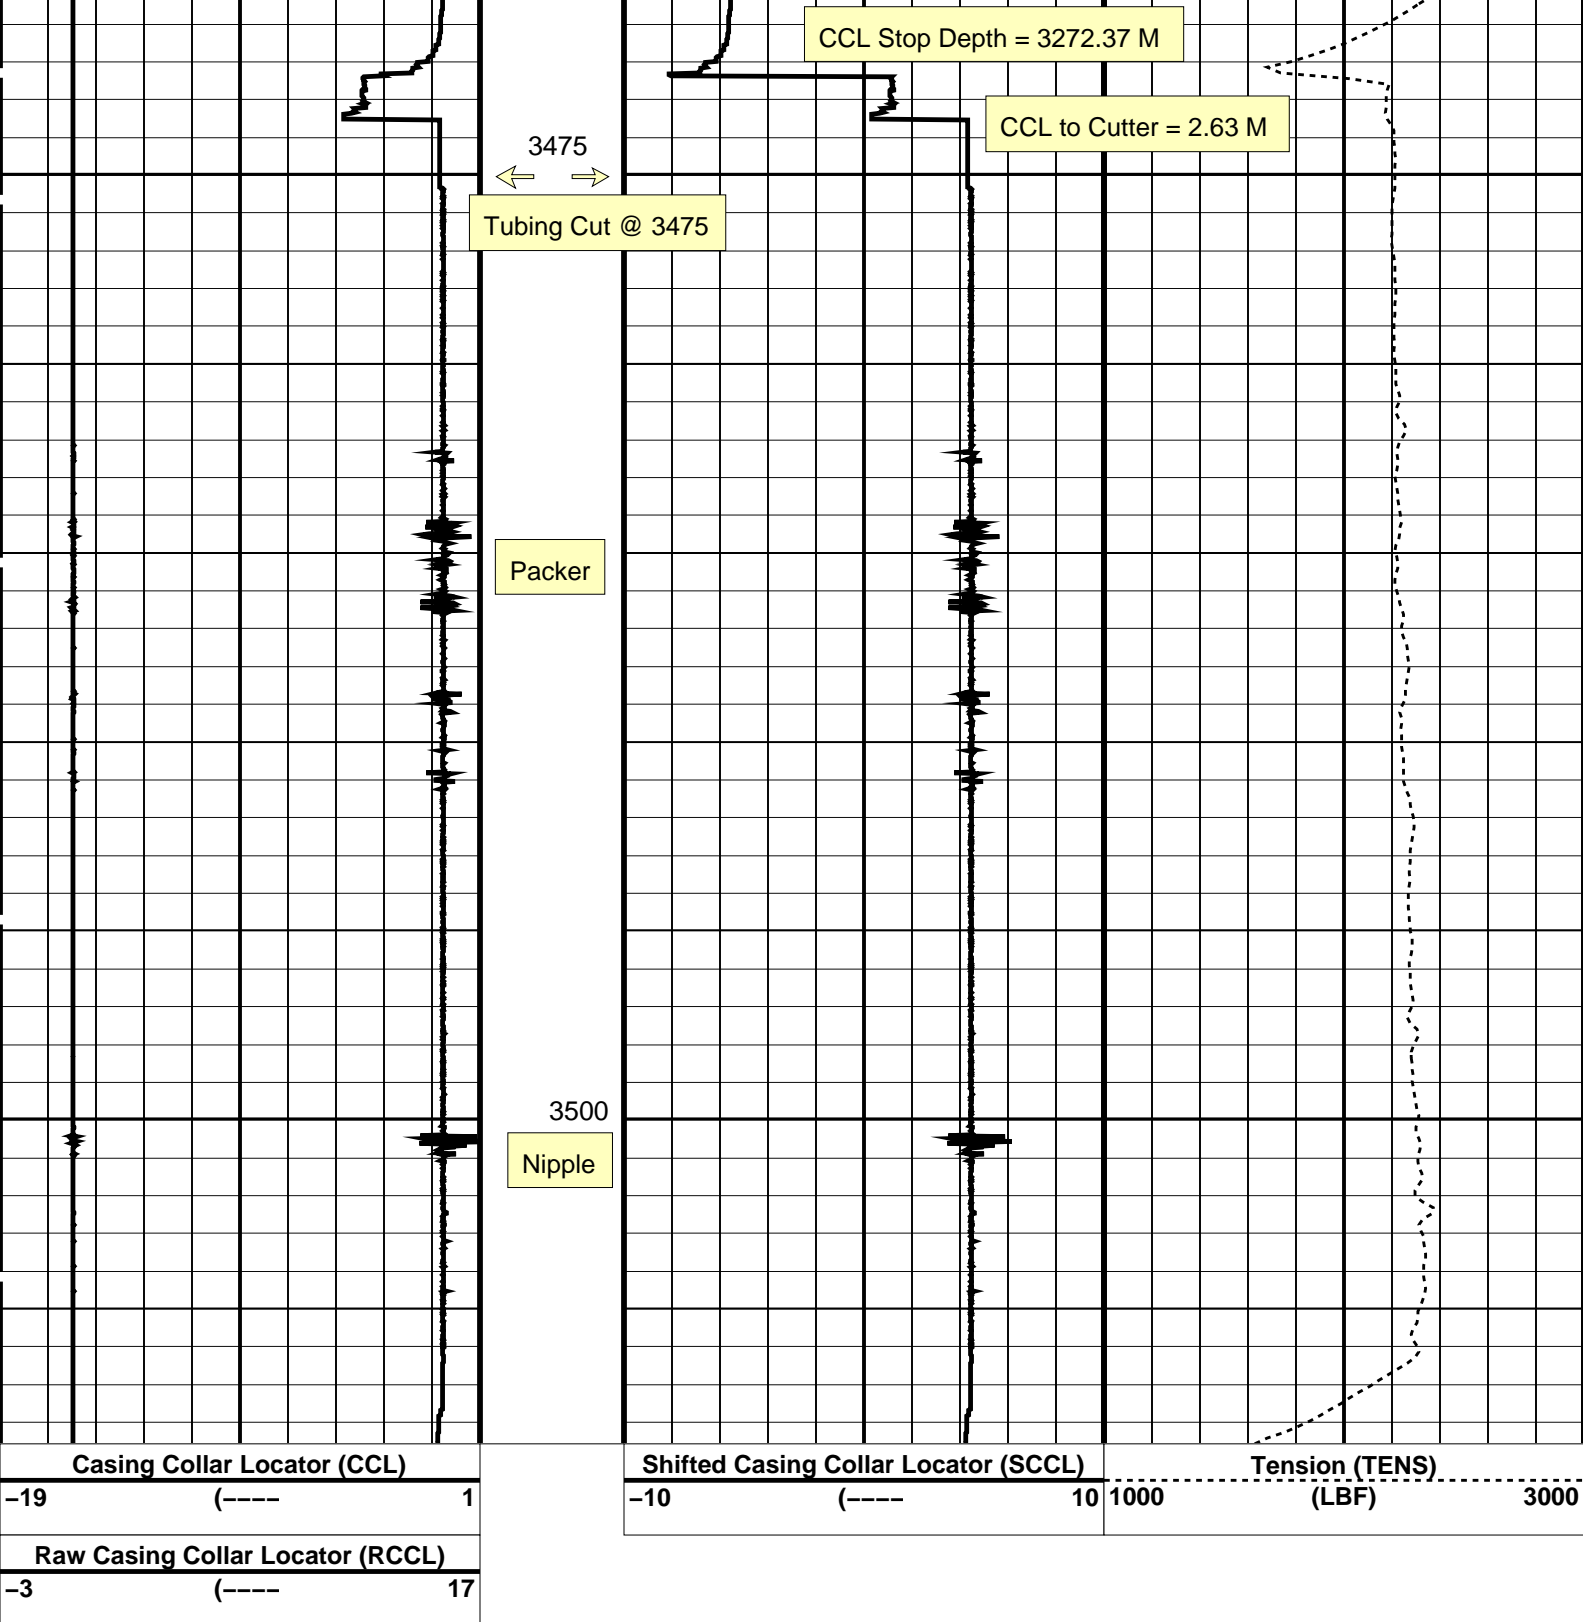 CCL Stop Depth = 3272.37 M
CCL to Cutter = 2.63 M
3475
Tubing Cut @ 3475
Packer
3500
Nipple
Casing Collar Locator (CCL)
−19 (−−−− 1
Shifted Casing Collar Locator (SCCL)
−10 (−−−− 10
Tension (TENS)
1000 (LBF) 3000
Raw Casing Collar Locator (RCCL)
−3 (−−−− 17